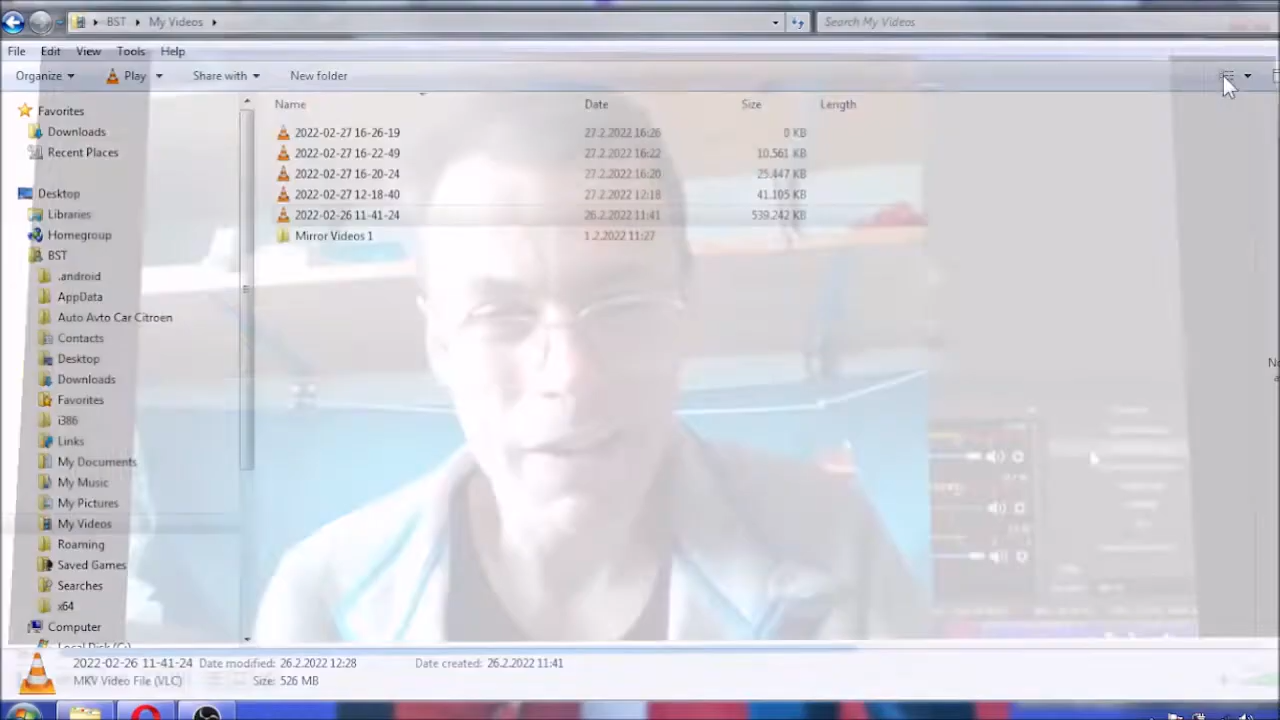 BST My Videos Search My Videos
File Edit View Tools Help
Organize Play Share with New folder
Name Date Size Length
Favorites
Downloads
Recent Places
Desktop
Libraries
Homegroup
BST
.android
AppData
Auto Avto Car Citroen
Contacts
Desktop
Downloads
Favorites
i386
Links
My Documents
My Music
My Pictures
My Videos
Roaming
Saved Games
Searches
x64
Computer
Local Disk (C:)
2022-02-27 16-26-19 27.2.2022 16:26 0 KB
2022-02-27 16-22-49 27.2.2022 16:22 10.561 KB
2022-02-27 16-20-24 27.2.2022 16:20 25.447 KB
2022-02-27 12-18-40 27.2.2022 12:18 41.105 KB
2022-02-26 11-41-24 26.2.2022 11:41 539.242 KB
Mirror Videos 1 1.2.2022 11:27
2022-02-26 11-41-24 Date modified: 26.2.2022 12:28 Date created: 26.2.2022 11:41
MKV Video File (VLC) Size: 526 MB